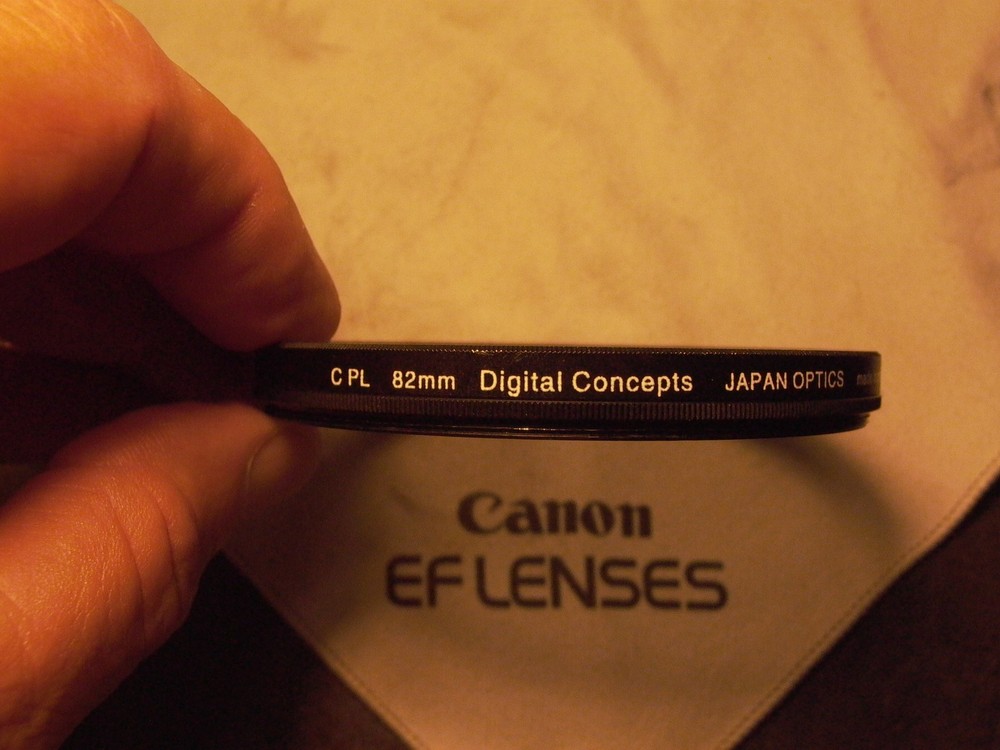 C PL 82mm Digital Concepts JAPAN OPTICS
Canon
EF LENSES